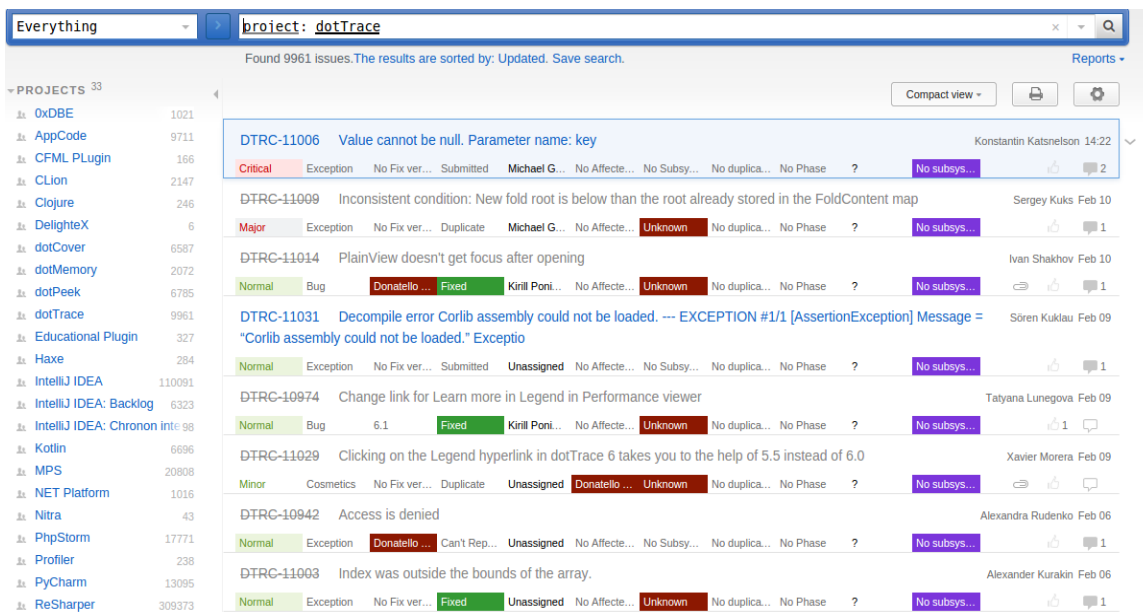 Everything
project: dotTrace
Found 9961 issues. The results are sorted by: Updated. Save search.
Reports
PROJECTS 33
Compact view
0xDBE 1021
AppCode 9711
CFML PLugin 166
CLion 2147
Clojure 246
DelighteX 6
dotCover 6587
dotMemory 2072
dotPeek 6785
dotTrace 9961
Educational Plugin 327
Haxe 284
IntelliJ IDEA 110091
IntelliJ IDEA: Backlog 6323
IntelliJ IDEA: Chronon inte 98
Kotlin 6696
MPS 20808
NET Platform 1016
Nitra 43
PhpStorm 17771
Profiler 238
PyCharm 13095
ReSharper 309373
DTRC-11006 Value cannot be null. Parameter name: key Konstantin Katsnelson 14:22
Critical Exception No Fix ver... Submitted Michael G... No Affecte... No Subsy... No duplica... No Phase ? No subsys... 2
DTRC-11009 Inconsistent condition: New fold root is below than the root already stored in the FoldContent map Sergey Kuks Feb 10
Major Exception No Fix ver... Duplicate Michael G... No Affecte... Unknown No duplica... No Phase ? No subsys... 1
DTRC-11014 PlainView doesn't get focus after opening Ivan Shakhov Feb 10
Normal Bug Donatello ... Fixed Kirill Poni... No Affecte... Unknown No duplica... No Phase ? No subsys... 1
DTRC-11031 Decompile error Corlib assembly could not be loaded. --- EXCEPTION #1/1 [AssertionException] Message = Sören Kuklau Feb 09
“Corlib assembly could not be loaded.” Exceptio
Normal Exception No Fix ver... Submitted Unassigned No Affecte... No Subsy... No duplica... No Phase ? No subsys... 1
DTRC-10974 Change link for Learn more in Legend in Performance viewer Tatyana Lunegova Feb 09
Normal Bug 6.1 Fixed Kirill Poni... No Affecte... Unknown No duplica... No Phase ? No subsys... 1
DTRC-11029 Clicking on the Legend hyperlink in dotTrace 6 takes you to the help of 5.5 instead of 6.0 Xavier Morera Feb 09
Minor Cosmetics No Fix ver... Duplicate Unassigned Donatello ... Unknown No duplica... No Phase ? No subsys...
DTRC-10942 Access is denied Alexandra Rudenko Feb 06
Normal Exception Donatello ... Can't Rep... Unassigned No Affecte... No Subsy... No duplica... No Phase ? No subsys... 1
DTRC-11003 Index was outside the bounds of the array. Alexander Kurakin Feb 06
Normal Exception No Fix ver... Fixed Unassigned No Affecte... Unknown No duplica... No Phase ? No subsys... 1